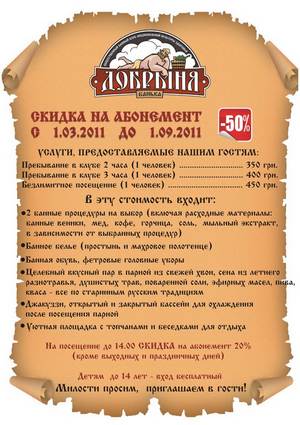 ДОБРЫНЯ
БАНЬКА
СКИДКА НА АБОНЕМЕНТ
С 1.03.2011 ДО 1.09.2011
-50%
УСЛУГИ, ПРЕДОСТАВЛЯЕМЫЕ НАШИМ ГОСТЯМ:
Пребывание в клубе 2 часа (1 человек) ........................ 350 грн.
Пребывание в клубе 3 часа (1 человек) ........................ 400 грн.
Безлимитное посещение (1 человек) ........................ 450 грн.
В эту стоимость входит:
•2 банные процедуры на выбор (включая расходные материалы:
банные веники, мед, кофе, горчица, соль, мыльный экстракт,
в зависимости от выбранных процедур)
•Банное белье (простынь и махровое полотенце)
•Банная обувь, фетровые головные уборы
•Целебный вкусный пар в парной из свежей хвои, сена из летнего
разнотравья, душистых трав, поваренной соли, эфирных масел, пива,
кваса - все по старинным русским традициям
•Джакуззи, открытый и закрытый бассейн для охлаждения
после посещения парной
•Уютная площадка с топчанами и беседками для отдыха
На посещение до 14.00 СКИДКА на абонемент 20%
(кроме выходных и праздничных дней)
Детям до 14 лет - вход бесплатный
Милости просим, приглашаем в гости!